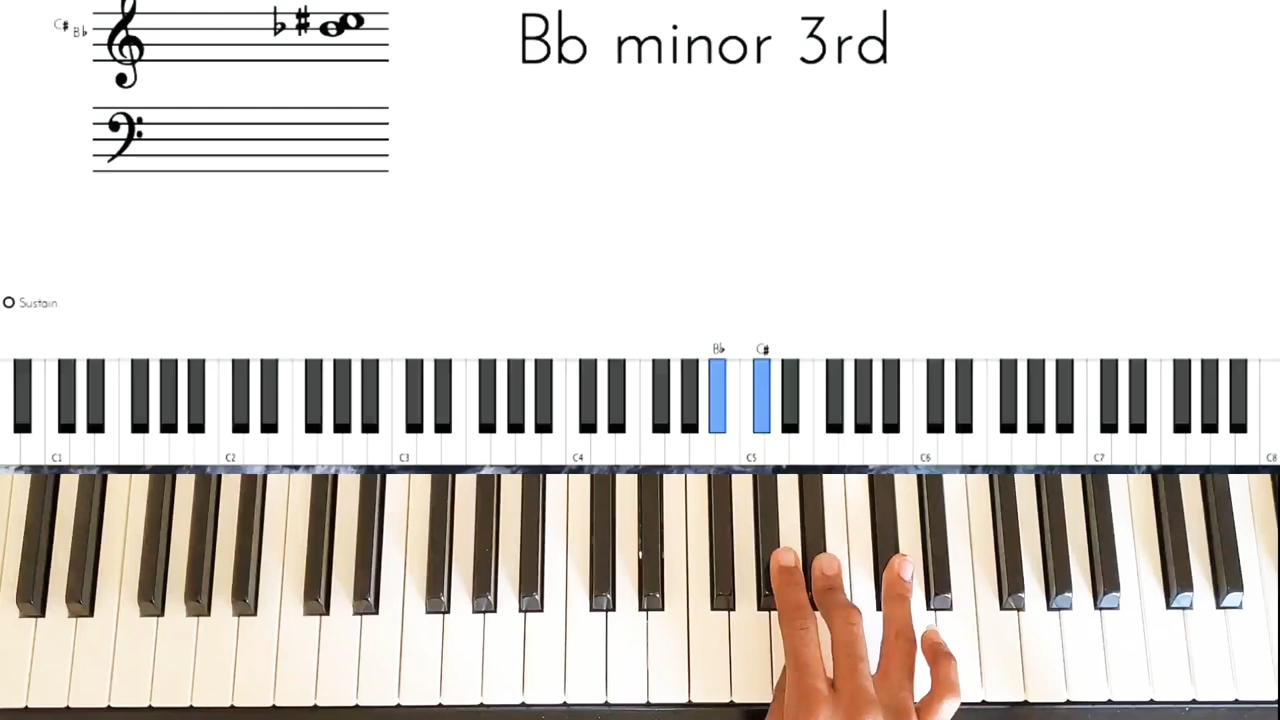 Bb minor 3rd
C♯
B♭
Sustain
B♭ C♯
C1 C2 C3 C4 C5 C6 C7 C8